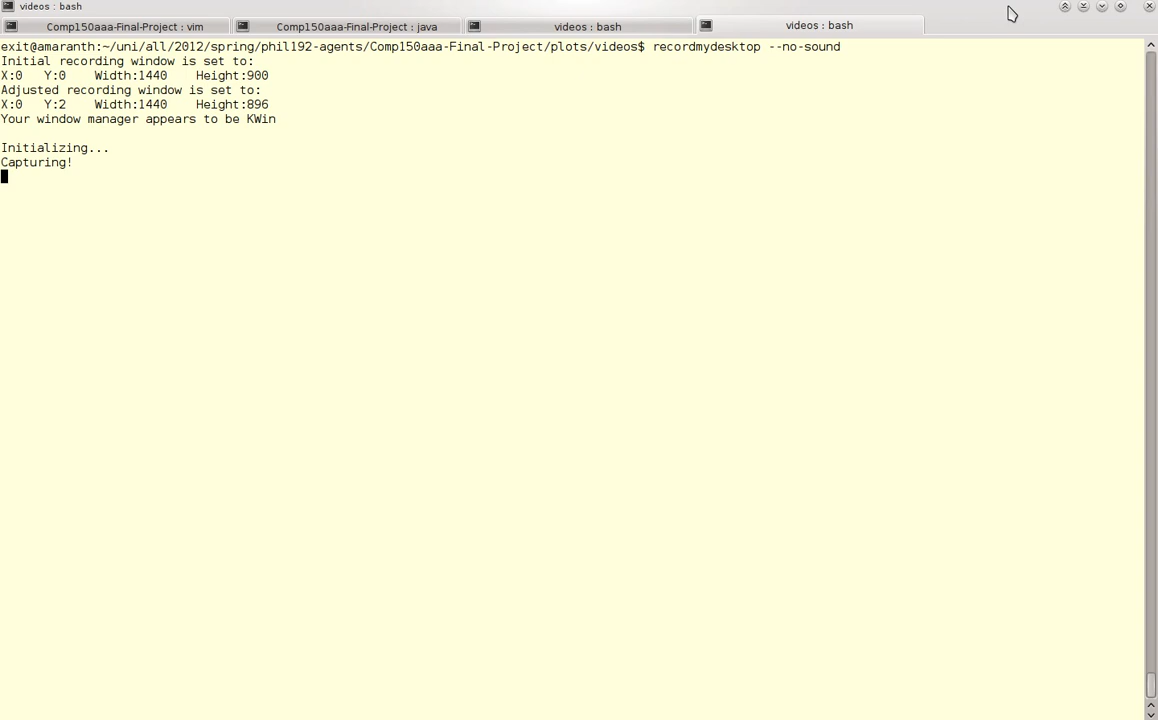 videos : bash
Comp150aaa-Final-Project : vim
Comp150aaa-Final-Project : java
videos : bash
videos : bash
exit@amaranth:~/uni/all/2012/spring/phil192-agents/Comp150aaa-Final-Project/plots/videos$ recordmydesktop --no-sound
Initial recording window is set to:
X:0   Y:0    Width:1440    Height:900
Adjusted recording window is set to:
X:0   Y:2    Width:1440    Height:896
Your window manager appears to be KWin
Initializing...
Capturing!